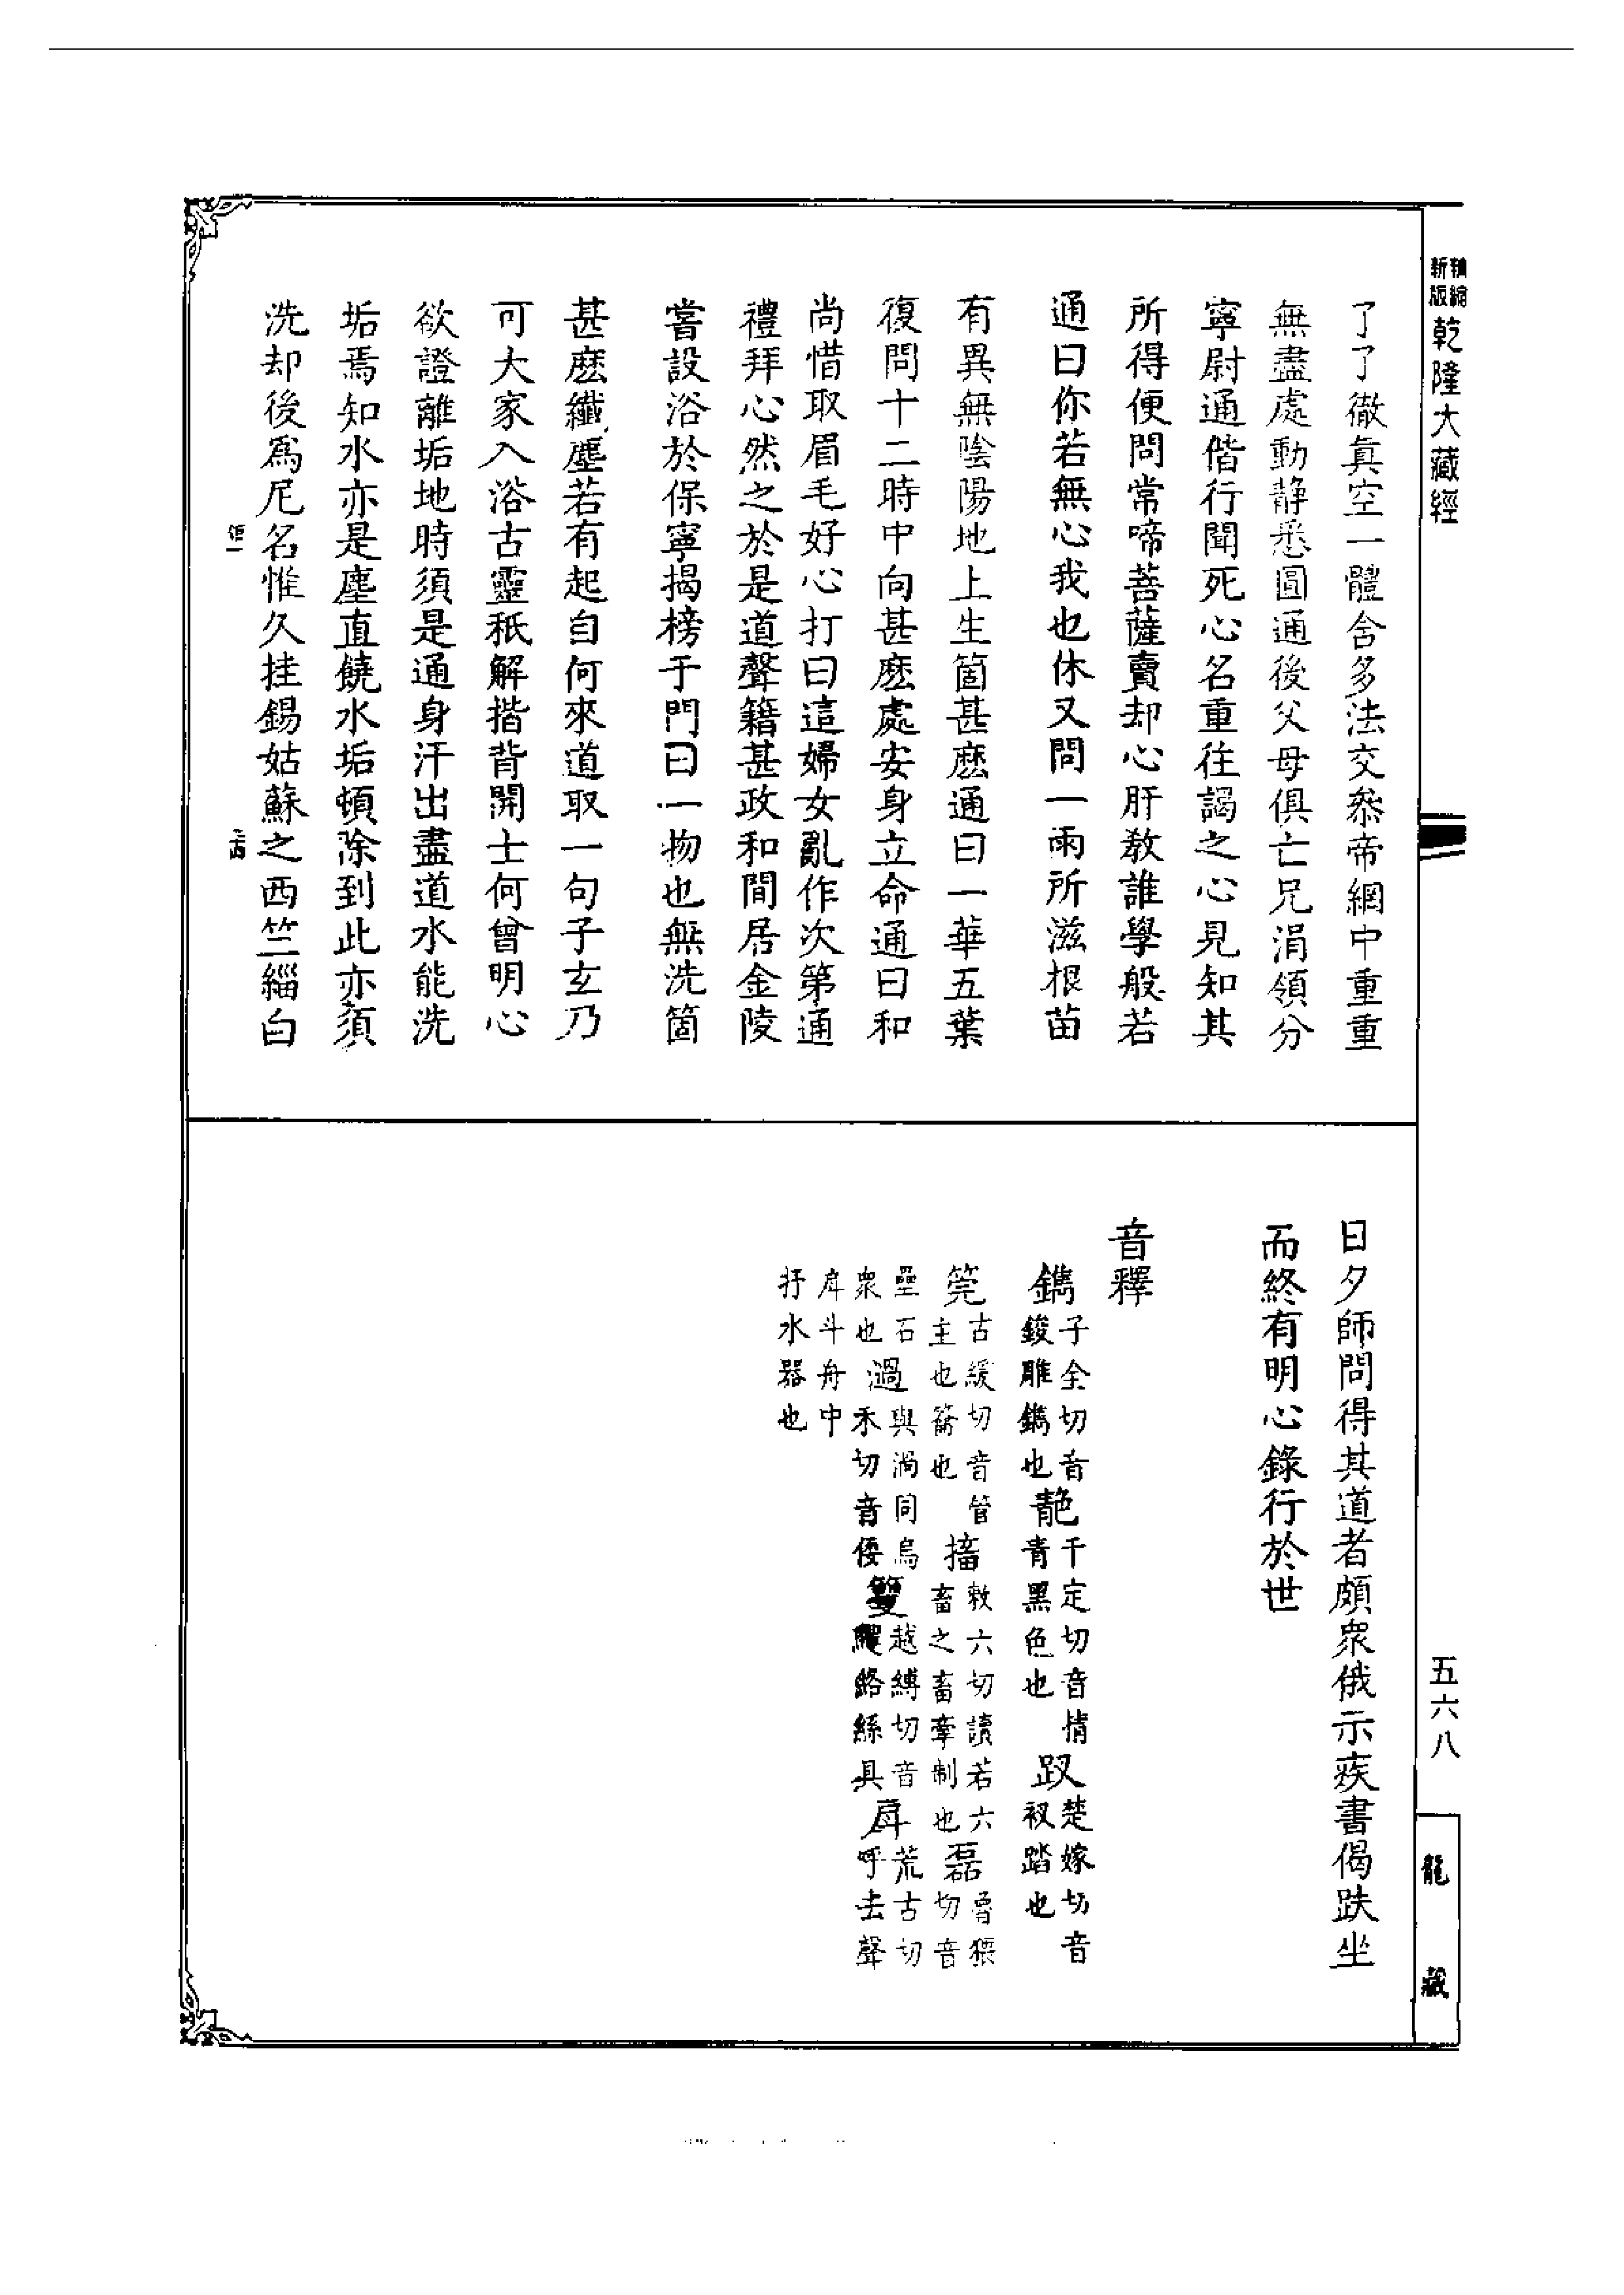 精縮
新版
乾隆大藏經
了了徹真空一體含多法交叅帝網中重重
無盡處動靜悉圓通後父母俱亡兄涓領分
寧尉通偕行聞死心名重往謁之心見知其
所得便問常啼菩薩賣却心肝教誰學般若
通曰你若無心我也休又問一雨所滋根苗
有異無陰陽地上生箇甚麼通曰一華五葉
復問十二時中向甚麼處安身立命通曰和
尚惜取眉毛好心打曰這婦女亂作次第通
禮拜心然之於是道聲籍甚政和間居金陵
嘗設浴於保寧揭榜于門曰一物也無洗箇
甚麼纖塵若有起自何來道取一句子玄乃
可大家入浴古靈秖解揩背開士何曾明心
欲證離垢地時須是通身汗出盡道水能洗
垢焉知水亦是塵直饒水垢頓除到此亦須
洗却後為尼名惟久挂錫姑蘇之西竺緇白
日夕師問得其道者頗衆俄示疾書偈趺坐
而終有明心錄行於世
音釋
鐫子全切音鋑雕鐫也靘千定切音掅青黑色也䟕楚嫁切音衩踏也
筦古緩切音管主也籥也搐敕六切讀若六畜之畜牽制也磊魯猥切音
壘石衆也濄與渦同烏禾切音倭籰越縛切音籰絡絲具戽荒古切呼去聲
戽斗舟中抒水器也
五六八
龍藏